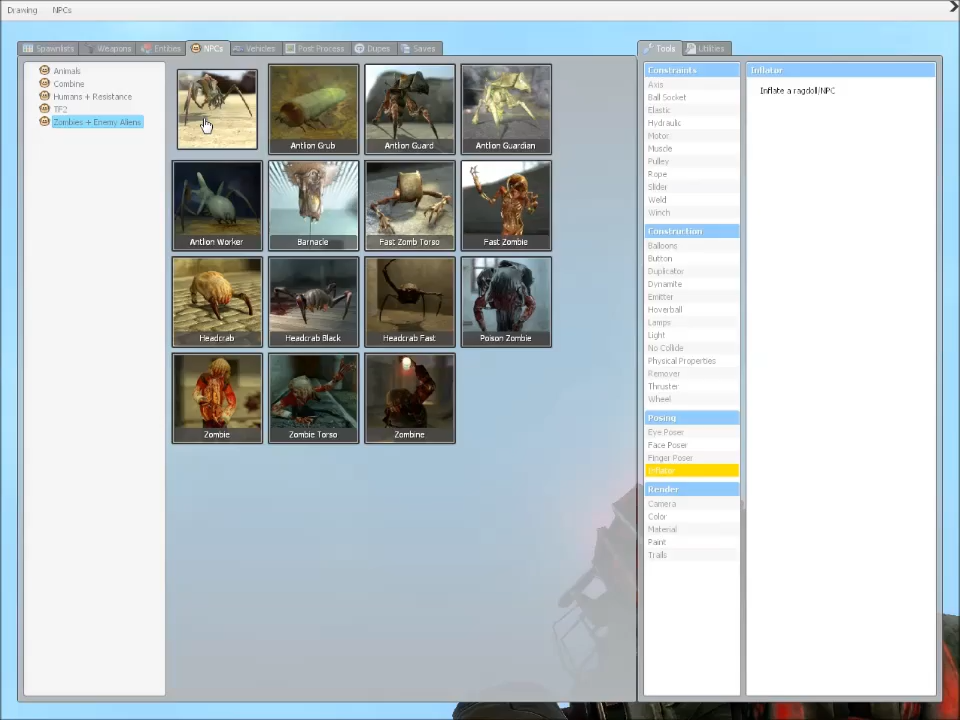 Drawing NPCs
Spawnlists Weapons Entities NPCs Vehicles Post Process Dupes Saves
Tools Utilities
Animals
Combine
Humans + Resistance
TF2
Zombies + Enemy Aliens
Antlion Grub Antlion Guard Antlion Guardian
Antlion Worker Barnacle Fast Zomb Torso Fast Zombie
Headcrab Headcrab Black Headcrab Fast Poison Zombie
Zombie Zombie Torso Zombine
Constraints
Axis
Ball Socket
Elastic
Hydraulic
Motor
Muscle
Pulley
Rope
Slider
Weld
Winch
Construction
Balloons
Button
Duplicator
Dynamite
Emitter
Hoverball
Lamps
Light
No Collide
Physical Properties
Remover
Thruster
Wheel
Posing
Eye Poser
Face Poser
Finger Poser
Inflator
Render
Camera
Color
Material
Paint
Trails
Inflator
Inflate a ragdoll/NPC